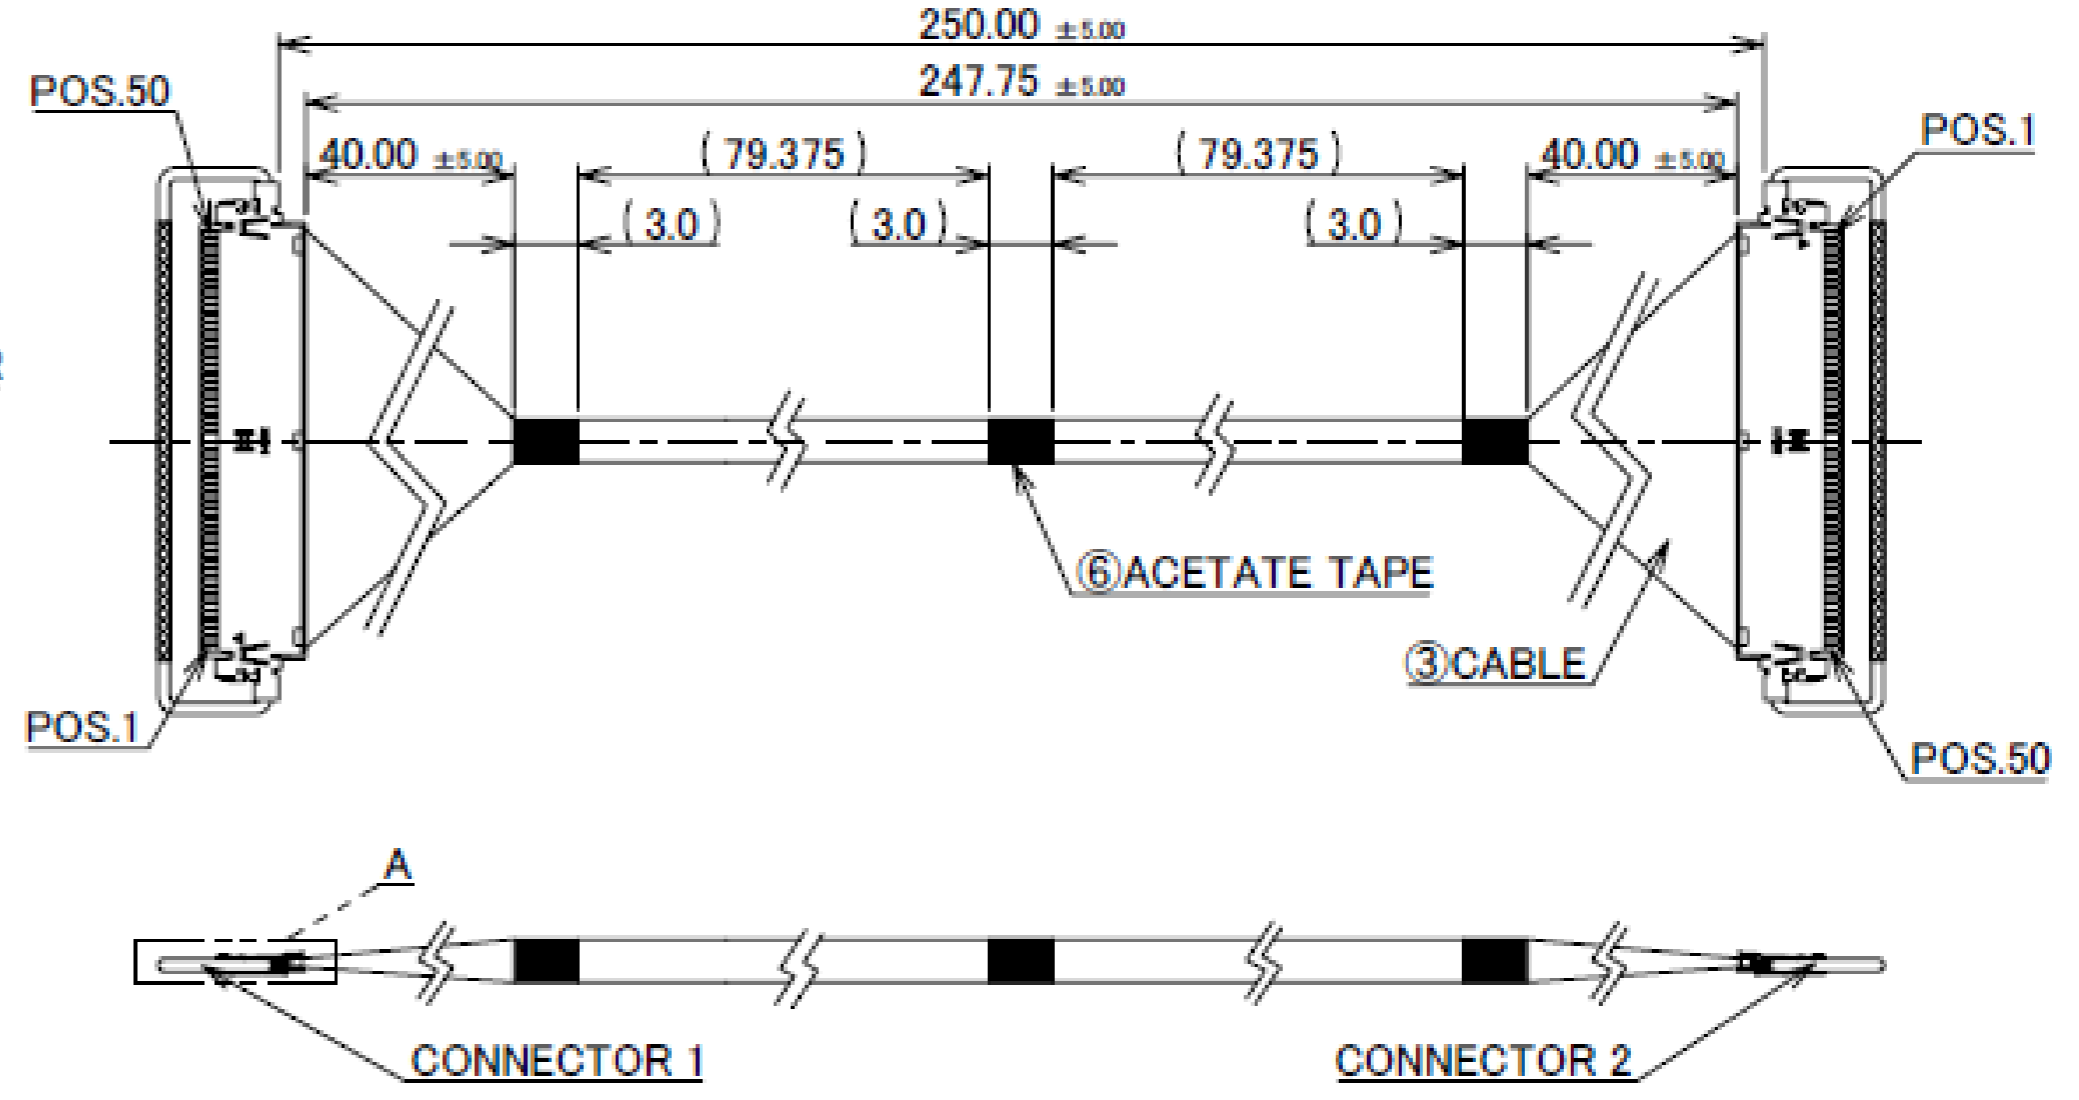 250.00 ±5.00
247.75 ±5.00
POS.50
POS.1
40.00 ±5.00
(79.375)
(79.375)
40.00 ±5.00
(3.0)
(3.0)
(3.0)
⑥ACETATE TAPE
③CABLE
POS.1
POS.50
A
CONNECTOR 1
CONNECTOR 2